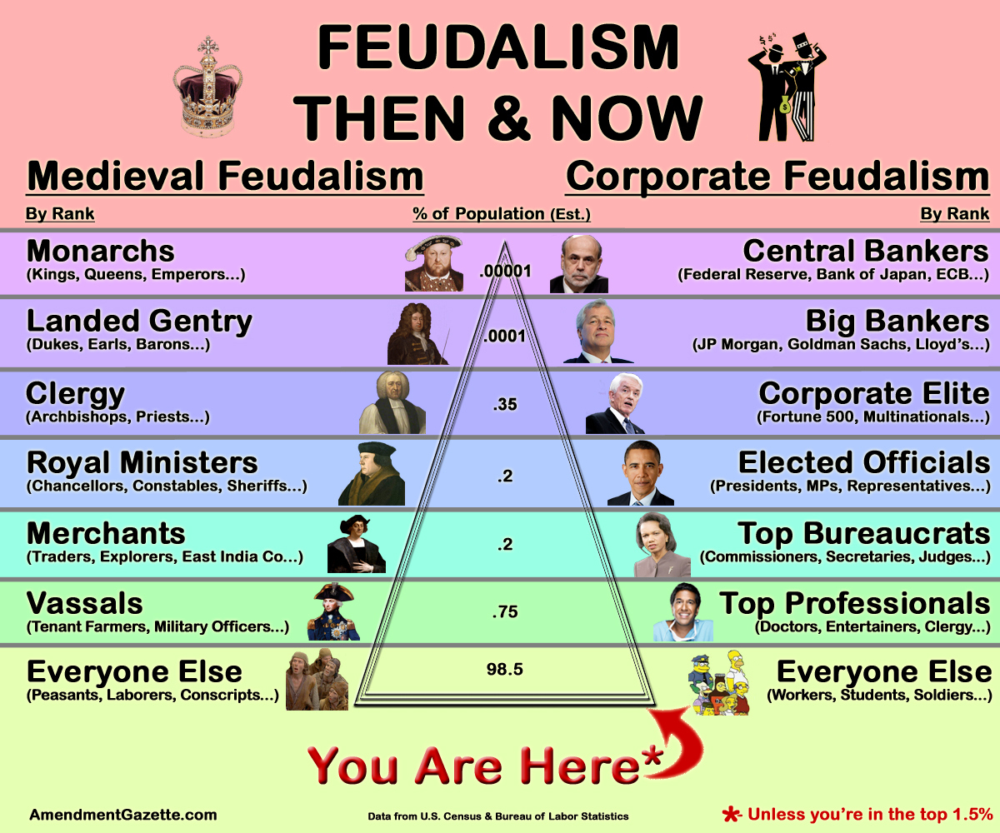 FEUDALISM
THEN & NOW
Medieval Feudalism
Corporate Feudalism
By Rank
% of Population (Est.)
By Rank
Monarchs
(Kings, Queens, Emperors...)
.00001
Central Bankers
(Federal Reserve, Bank of Japan, ECB...)
Landed Gentry
(Dukes, Earls, Barons...)
.0001
Big Bankers
(JP Morgan, Goldman Sachs, Lloyd's...)
Clergy
(Archbishops, Priests...)
.35
Corporate Elite
(Fortune 500, Multinationals...)
Royal Ministers
(Chancellors, Constables, Sheriffs...)
.2
Elected Officials
(Presidents, MPs, Representatives...)
Merchants
(Traders, Explorers, East India Co...)
.2
Top Bureaucrats
(Commissioners, Secretaries, Judges...)
Vassals
(Tenant Farmers, Military Officers...)
.75
Top Professionals
(Doctors, Entertainers, Clergy...)
Everyone Else
(Peasants, Laborers, Conscripts...)
98.5
Everyone Else
(Workers, Students, Soldiers...)
You Are Here*
AmendmentGazette.com
Data from U.S. Census & Bureau of Labor Statistics
*- Unless you're in the top 1.5%